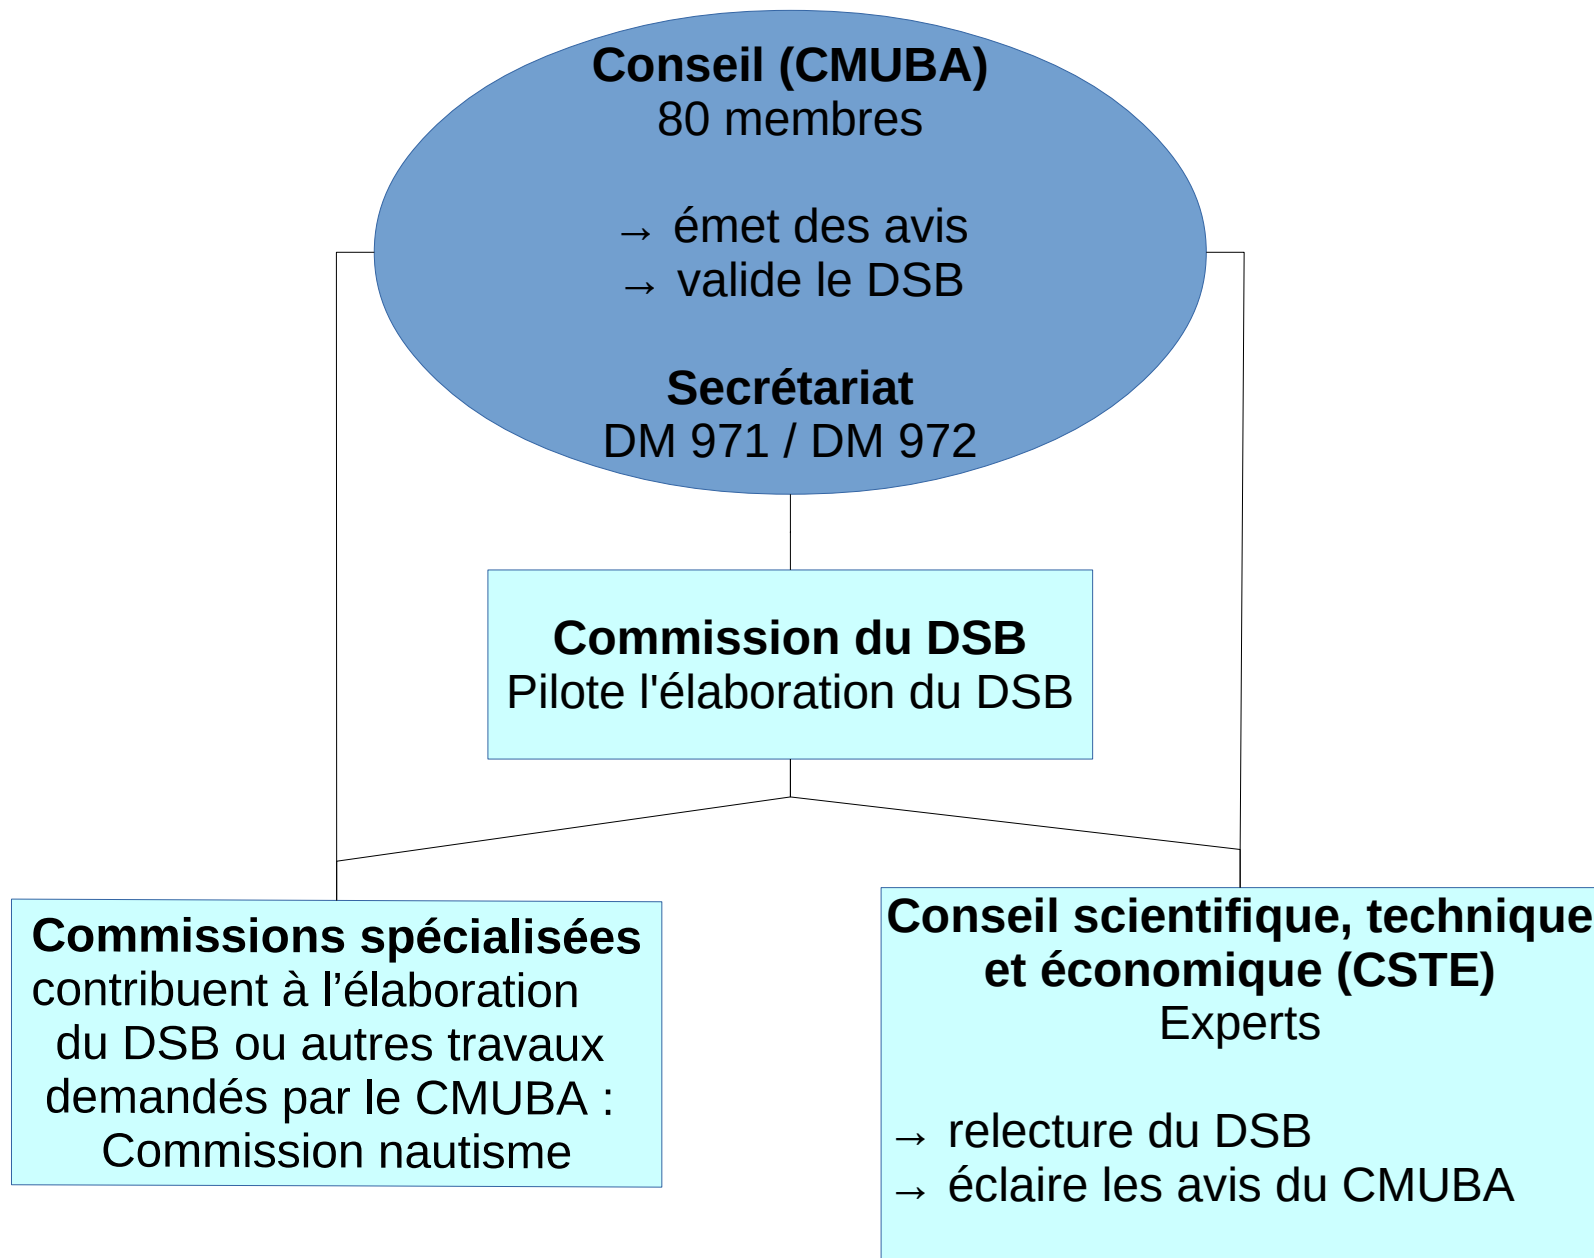 Conseil (CMUBA)
80 membres
→ émet des avis
→ valide le DSB
Secrétariat
DM 971 / DM 972
Commission du DSB
Pilote l'élaboration du DSB
Commissions spécialisées
contribuent à l’élaboration
du DSB ou autres travaux
demandés par le CMUBA :
Commission nautisme
Conseil scientifique, technique
et économique (CSTE)
Experts
→ relecture du DSB
→ éclaire les avis du CMUBA